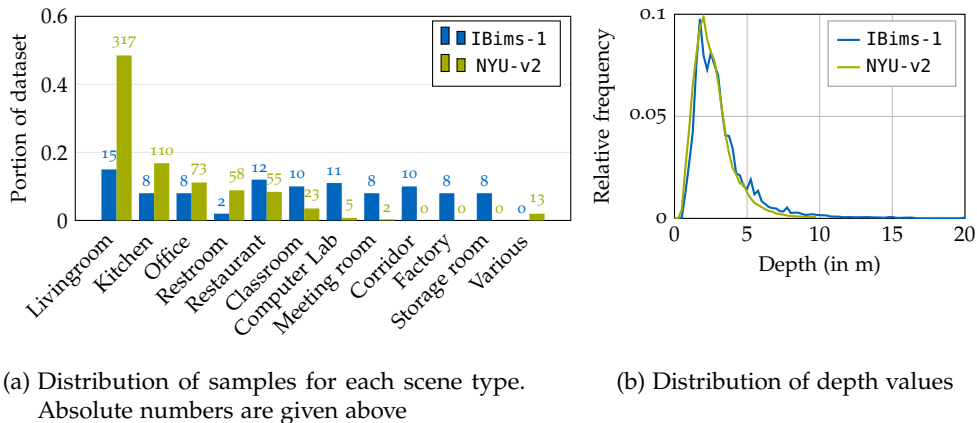 0.6
0.4
0.2
0
Portion of dataset
317
110
73
58
55
23
5
2
0
0
0
13
15
8
8
2
12
10
11
8
10
8
8
0
IBims-1
NYU-v2
Livingroom
Kitchen
Office
Restroom
Restaurant
Classroom
Computer Lab
Meeting room
Corridor
Factory
Storage room
Various
(a) Distribution of samples for each scene type.
Absolute numbers are given above
0.1
0.05
0
Relative frequency
IBims-1
NYU-v2
0
5
10
15
20
Depth (in m)
(b) Distribution of depth values